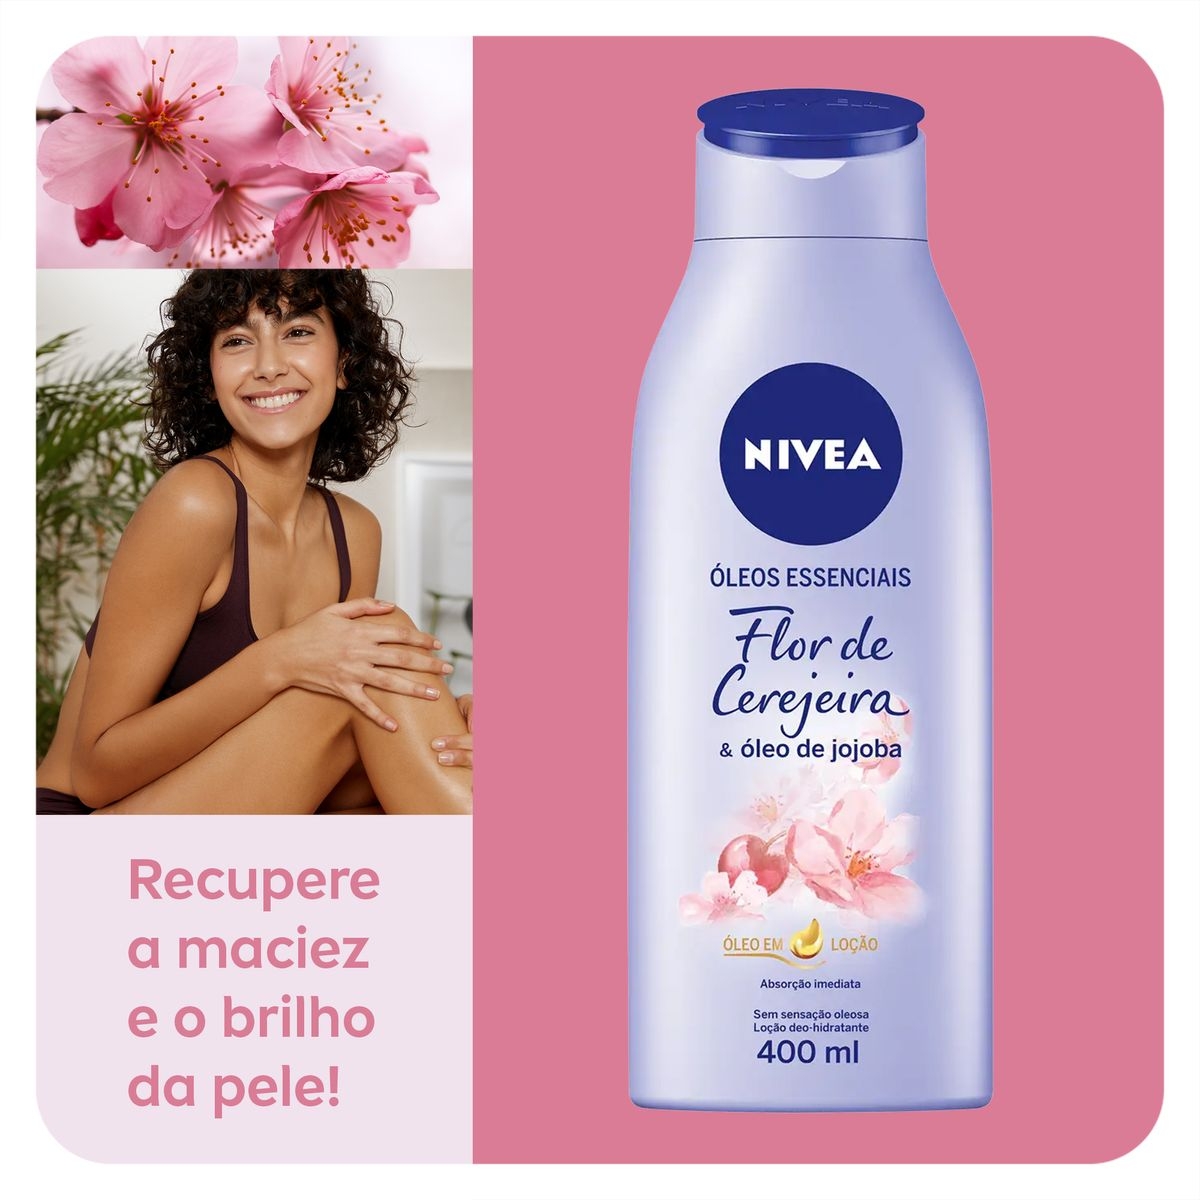 Recupere
a maciez
e o brilho
da pele!
NIVEA
NIVEA
ÓLEOS ESSENCIAIS
Flor de
Cerejeira
& óleo de jojoba
ÓLEO EM LOÇÃO
Absorção imediata
Sem sensação oleosa
Loção deo-hidratante
400 ml